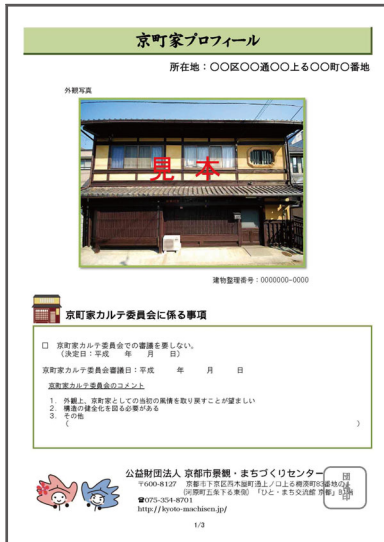 京町家プロフィール
所在地：〇〇区〇〇通〇〇上る〇〇町〇番地
外観写真
見 本
建物整理番号：0000000-0000
京町家カルテ委員会に係る事項
□ 京町家カルテ委員会での審議を要しない。
（決定日：平成 年 月 日）
京町家カルテ委員会審議日：平成 年 月 日
京町家カルテ委員会のコメント
1. 外観上、京町家としての当初の風情を取り戻すことが望ましい
2. 構造の健全化を図る必要がある
3. その他
（ ）
公益財団法人 京都市景観・まちづくりセンター
〒600-8127 京都市下京区西木屋町通上ノ口上る梅湊町83番地の1
（河原町五条下る東側）「ひと・まち交流館 京都」B1階
☎075-354-8701
http://kyoto-machisen.jp/
1/3